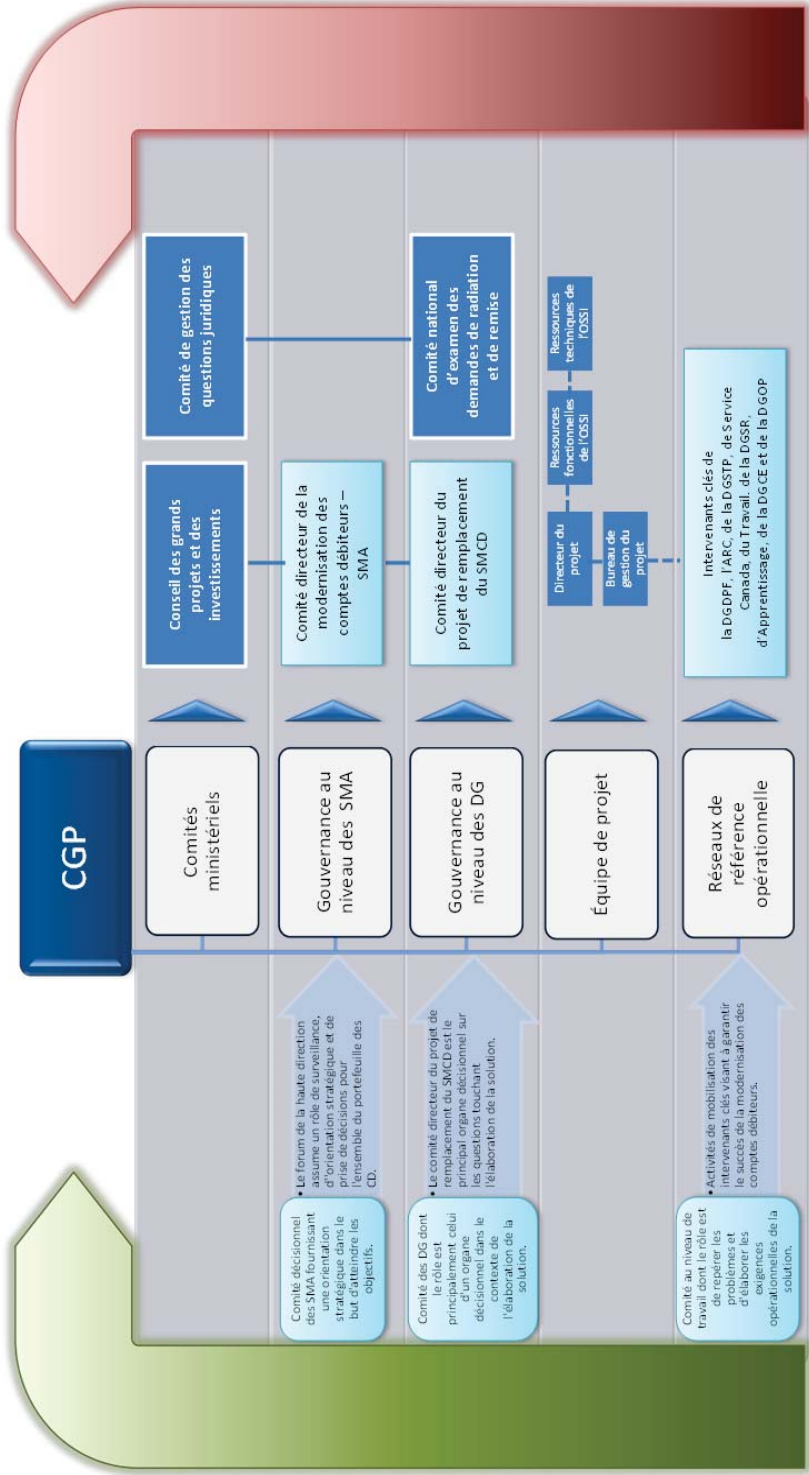 CGP
Comités
ministériels
Conseil des grands
projets et des
investissements
Comité de gestion des
questions juridiques
Comité décisionnel
des SMA fournissant
une orientation
stratégique dans le
but d'atteindre les
objectifs.
• Le forum de la haute direction
assume un rôle de surveillance,
d''orientation stratégique et de
prise de décisions pour
l'ensemble du portefeuille des
CD.
Gouvernance au
niveau des SMA
Comité directeur de la
modernisation des
comptes débiteurs –
SMA
Comité des DG dont
le rôle est
principalement celui
d'un organe
décisionnel dans le
contexte de
l'élaboration de la
solution.
• Le comité directeur du projet de
remplacement du SMCD est le
principal organe décisionnel sur
les questions touchant
l'élaboration de la solution.
Gouvernance au
niveau des DG
Comité directeur du
projet de remplacement
du SMCD
Comité national
d'examen des
demandes de radiation
et de remise
Équipe de projet
Directeur du
projet
Bureau de
gestion du
projet
Ressources
fonctionnelles
de l'OSSI
Ressources
techniques de
l'OSSI
Comité au niveau de
travail dont le rôle est
de repérer les
problèmes et
d'élaborer les
exigences
opérationnelles de la
solution.
• Activités de mobilisation des
intervenants clés visant à garantir
le succès de la modernisation des
comptes débiteurs.
Réseaux de
référence
opérationnelle
Intervenants clés de
la DGDPF, l'ARC, de la DGSTP, de Service
Canada, du Travail. de la DGSR,
d'Apprentissage, de la DGCE et de la DGOP